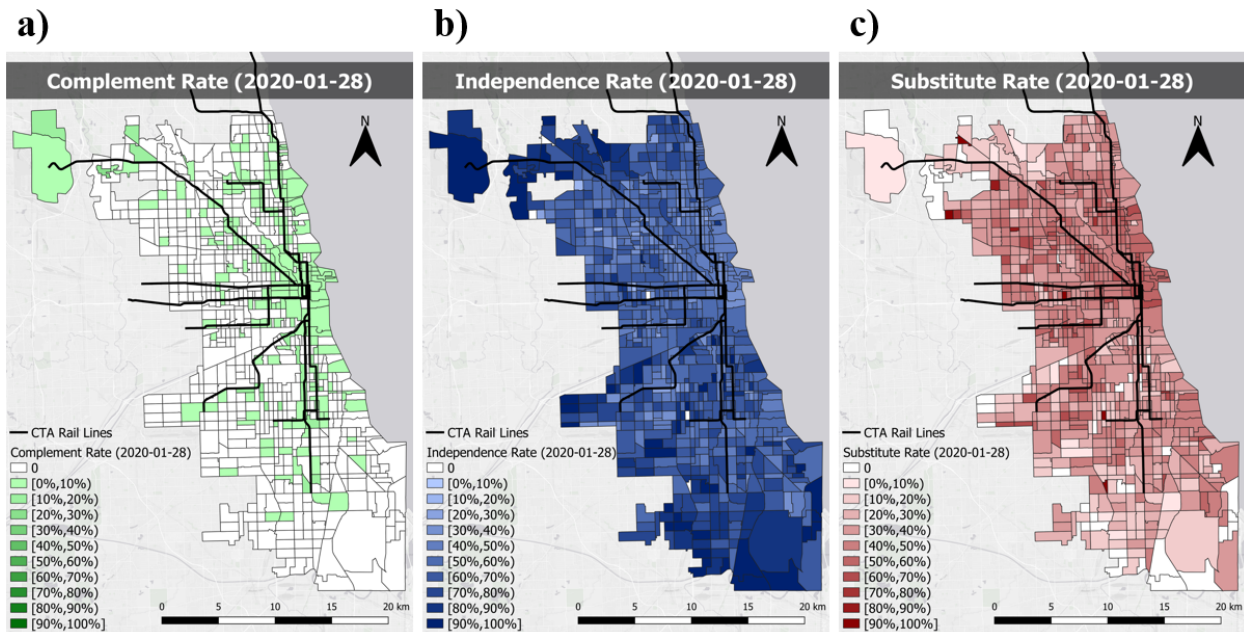 a)
Complement Rate (2020-01-28)
N
CTA Rail Lines
Complement Rate (2020-01-28)
0
[0%,10%)
[10%,20%)
[20%,30%)
[30%,40%)
[40%,50%)
[50%,60%)
[60%,70%)
[70%,80%)
[80%,90%)
[90%,100%]
0 5 10 15 20 km
b)
Independence Rate (2020-01-28)
N
CTA Rail Lines
Independence Rate (2020-01-28)
0
[0%,10%)
[10%,20%)
[20%,30%)
[30%,40%)
[40%,50%)
[50%,60%)
[60%,70%)
[70%,80%)
[80%,90%)
[90%,100%]
0 5 10 15 20 km
c)
Substitute Rate (2020-01-28)
N
CTA Rail Lines
Substitute Rate (2020-01-28)
0
[0%,10%)
[10%,20%)
[20%,30%)
[30%,40%)
[40%,50%)
[50%,60%)
[60%,70%)
[70%,80%)
[80%,90%)
[90%,100%]
0 5 10 15 20 km